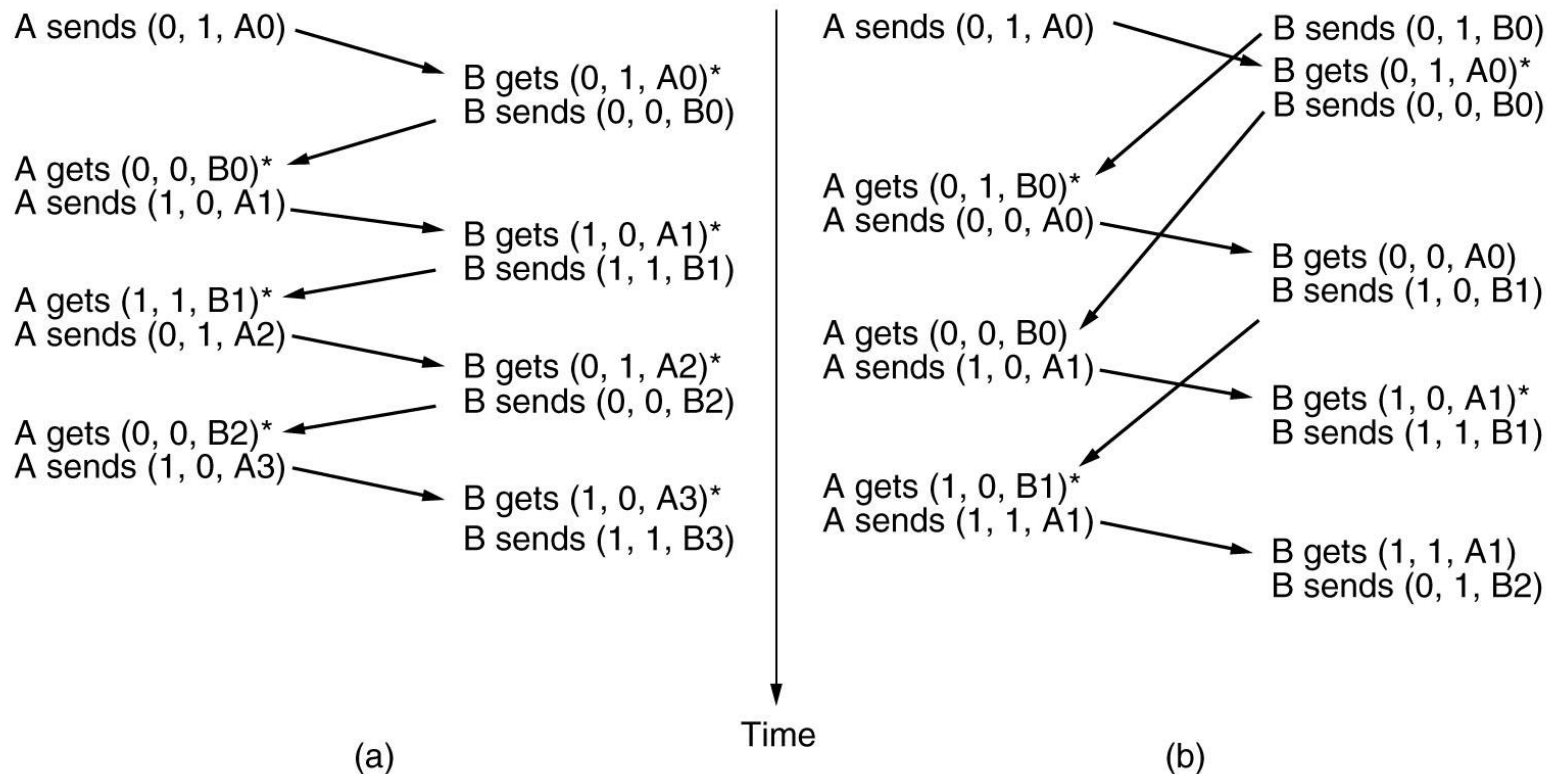 A sends (0, 1, A0)
B gets (0, 1, A0)*
B sends (0, 0, B0)
A gets (0, 0, B0)*
A sends (1, 0, A1)
B gets (1, 0, A1)*
B sends (1, 1, B1)
A gets (1, 1, B1)*
A sends (0, 1, A2)
B gets (0, 1, A2)*
B sends (0, 0, B2)
A gets (0, 0, B2)*
A sends (1, 0, A3)
B gets (1, 0, A3)*
B sends (1, 1, B3)
(a)
Time
A sends (0, 1, A0)
B sends (0, 1, B0)
B gets (0, 1, A0)*
B sends (0, 0, B0)
A gets (0, 1, B0)*
A sends (0, 0, A0)
B gets (0, 0, A0)
B sends (1, 0, B1)
A gets (0, 0, B0)
A sends (1, 0, A1)
B gets (1, 0, A1)*
B sends (1, 1, B1)
A gets (1, 0, B1)*
A sends (1, 1, A1)
B gets (1, 1, A1)
B sends (0, 1, B2)
(b)